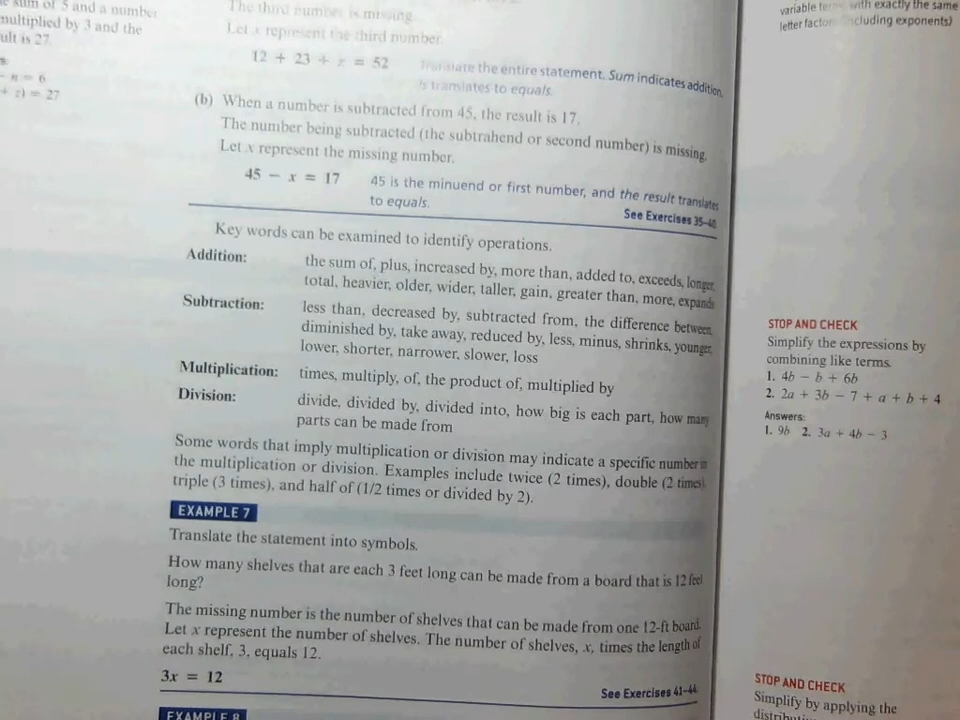 sum of 5 and a number
multiplied by 3 and the
ult is 27.
n = 6
+ z) = 27
The third number is missing.
Let x represent the third number.
12 + 23 + x = 52
Translate the entire statement. Sum indicates addition,
is translates to equals.
(b) When a number is subtracted from 45, the result is 17.
The number being subtracted (the subtrahend or second number) is missing.
Let x represent the missing number.
45 − x = 17
45 is the minuend or first number, and the result translates
to equals.
See Exercises 35–40
Key words can be examined to identify operations.
Addition:
the sum of, plus, increased by, more than, added to, exceeds, longer,
total, heavier, older, wider, taller, gain, greater than, more, expands
Subtraction:
less than, decreased by, subtracted from, the difference between,
diminished by, take away, reduced by, less, minus, shrinks, younger,
lower, shorter, narrower, slower, loss
Multiplication:
times, multiply, of, the product of, multiplied by
Division:
divide, divided by, divided into, how big is each part, how many
parts can be made from
Some words that imply multiplication or division may indicate a specific number in
the multiplication or division. Examples include twice (2 times), double (2 times),
triple (3 times), and half of (1/2 times or divided by 2).
EXAMPLE 7
Translate the statement into symbols.
How many shelves that are each 3 feet long can be made from a board that is 12 feet
long?
The missing number is the number of shelves that can be made from one 12-ft board.
Let x represent the number of shelves. The number of shelves, x, times the length of
each shelf, 3, equals 12.
3x = 12
See Exercises 41–44
EXAMPLE 8
variable with exactly the same
letter factor including exponents)
STOP AND CHECK
Simplify the expressions by
combining like terms.
1. 4b − b + 6b
2. 2a + 3b − 7 + a + b + 4
Answers:
1. 9b 2. 3a + 4b − 3
STOP AND CHECK
Simplify by applying the